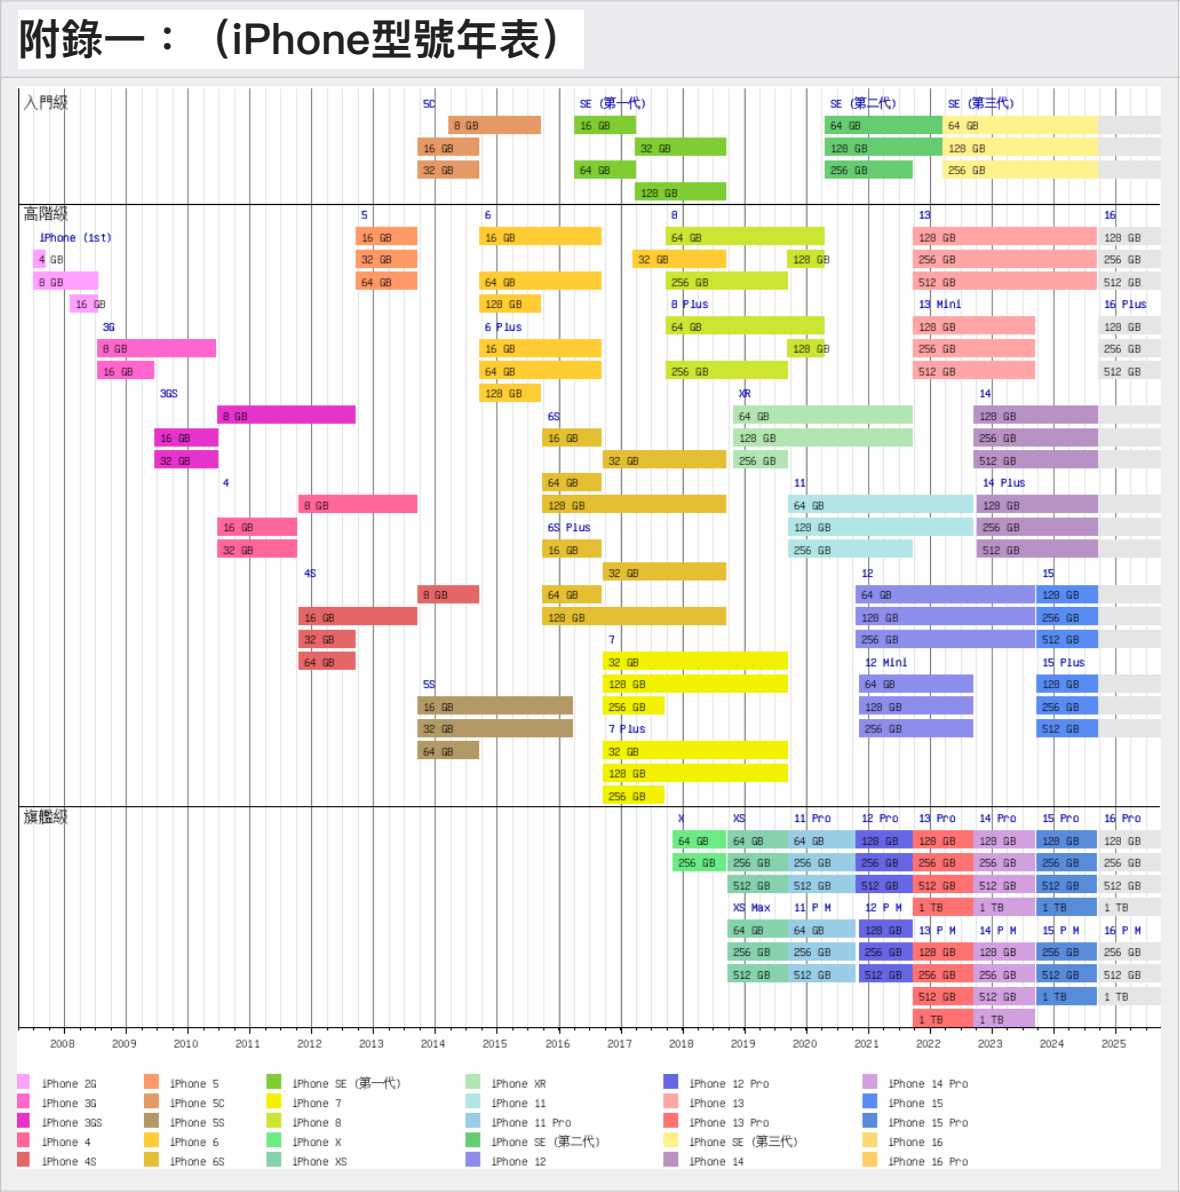 附錄一：（iPhone型號年表）
入門級 5C SE (第一代) SE (第二代) SE (第三代)
8 GB 16 GB 64 GB 64 GB
16 GB 32 GB 128 GB 128 GB
32 GB 64 GB 256 GB 256 GB
128 GB
高階級 5 6 8 13 16
iPhone (1st) 16 GB 16 GB 64 GB 128 GB 128 GB
4 GB 32 GB 32 GB 128 GB 256 GB 256 GB
8 GB 64 GB 64 GB 256 GB 512 GB 512 GB
16 GB 128 GB 8 Plus 13 Mini 16 Plus
3G 6 Plus 64 GB 128 GB 128 GB
8 GB 16 GB 128 GB 256 GB 256 GB
16 GB 64 GB 256 GB 512 GB 512 GB
3GS 128 GB XR 14
8 GB 6S 64 GB 128 GB
16 GB 16 GB 128 GB 256 GB
32 GB 32 GB 256 GB 512 GB
4 64 GB 11 14 Plus
8 GB 128 GB 64 GB 128 GB
16 GB 6S Plus 128 GB 256 GB
32 GB 16 GB 256 GB 512 GB
4S 32 GB 12 15
8 GB 64 GB 64 GB 128 GB
16 GB 128 GB 128 GB 256 GB
32 GB 7 256 GB 512 GB
64 GB 32 GB 12 Mini 15 Plus
5S 128 GB 64 GB 128 GB
16 GB 256 GB 128 GB 256 GB
32 GB 7 Plus 256 GB 512 GB
64 GB 32 GB
128 GB
256 GB
旗艦級 X XS 11 Pro 12 Pro 13 Pro 14 Pro 15 Pro 16 Pro
64 GB 64 GB 64 GB 128 GB 128 GB 128 GB 128 GB 128 GB
256 GB 256 GB 256 GB 256 GB 256 GB 256 GB 256 GB 256 GB
512 GB 512 GB 512 GB 512 GB 512 GB 512 GB 512 GB
XS Max 11 P M 12 P M 1 TB 1 TB 1 TB 1 TB
64 GB 64 GB 128 GB 13 P M 14 P M 15 P M 16 P M
256 GB 256 GB 256 GB 128 GB 128 GB 256 GB 256 GB
512 GB 512 GB 512 GB 256 GB 256 GB 512 GB 512 GB
512 GB 512 GB 1 TB 1 TB
1 TB 1 TB
2008 2009 2010 2011 2012 2013 2014 2015 2016 2017 2018 2019 2020 2021 2022 2023 2024 2025
iPhone 2G iPhone 5 iPhone SE (第一代) iPhone XR iPhone 12 Pro iPhone 14 Pro
iPhone 3G iPhone 5C iPhone 7 iPhone 11 iPhone 13 iPhone 15
iPhone 3GS iPhone 5S iPhone 8 iPhone 11 Pro iPhone 13 Pro iPhone 15 Pro
iPhone 4 iPhone 6 iPhone X iPhone SE (第二代) iPhone SE (第三代) iPhone 16
iPhone 4S iPhone 6S iPhone XS iPhone 12 iPhone 14 iPhone 16 Pro